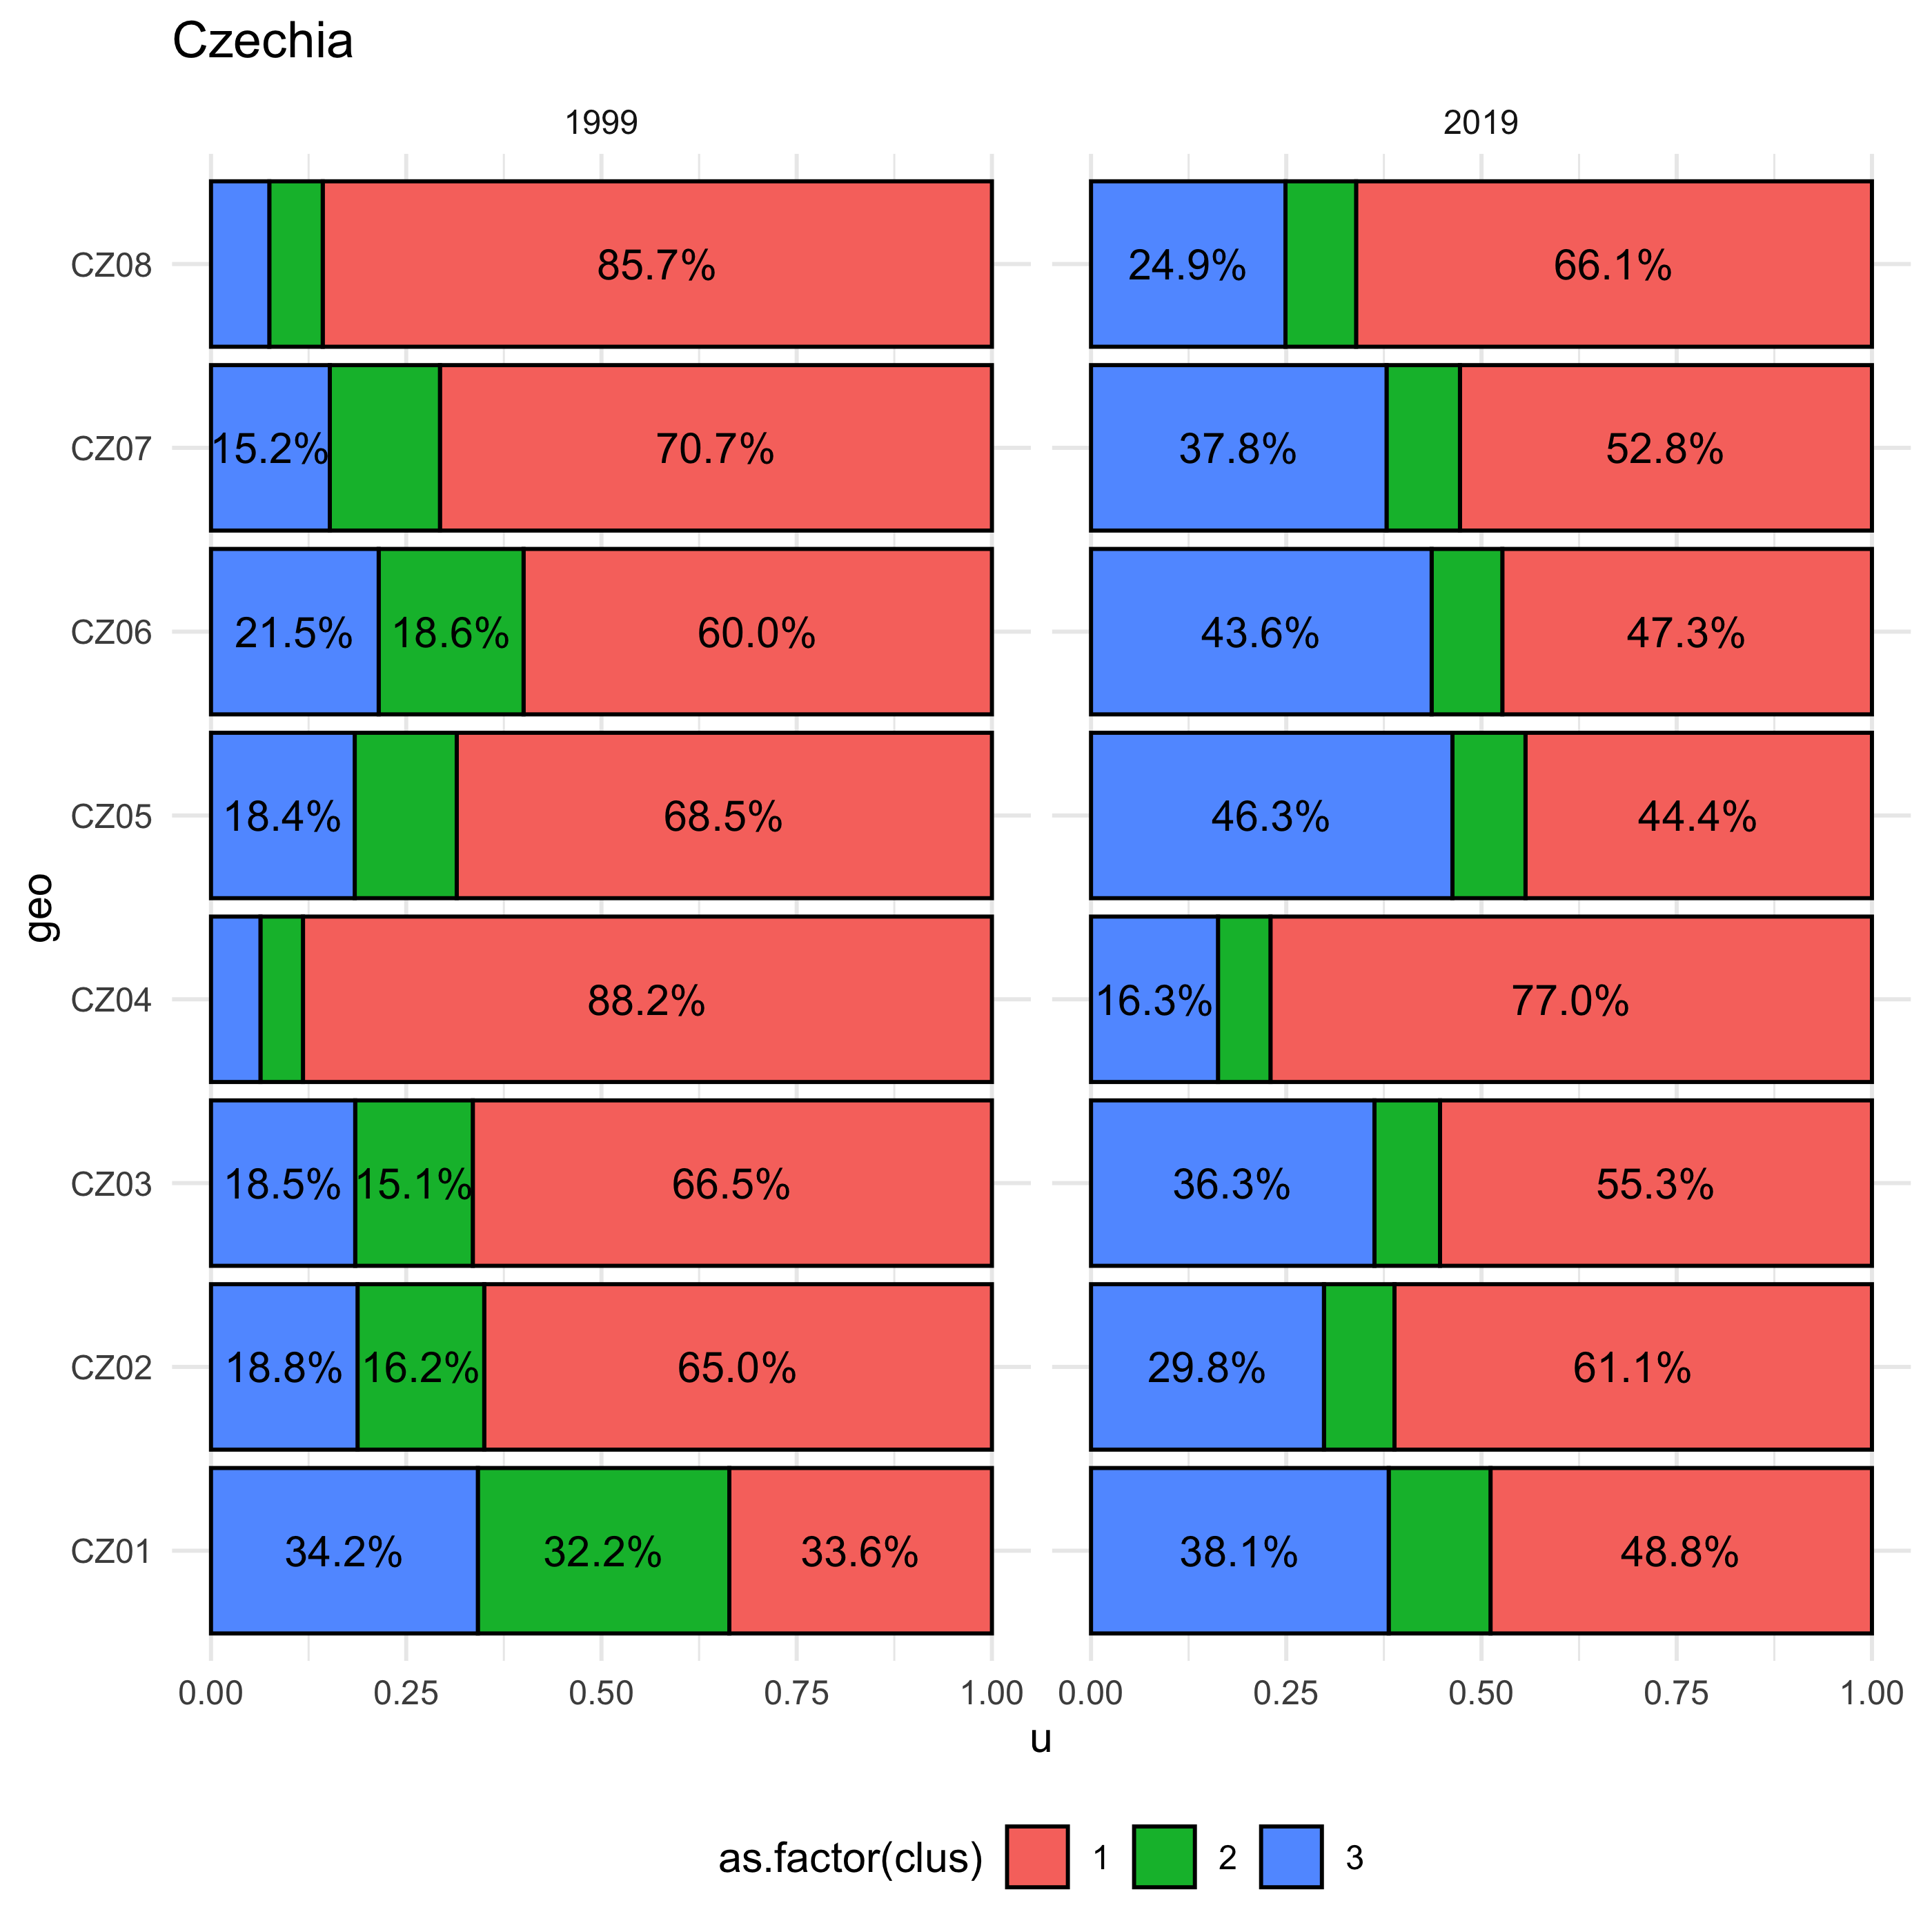 Czechia
1999 2019
CZ08 85.7% 24.9% 66.1%
CZ07 15.2% 70.7% 37.8% 52.8%
CZ06 21.5% 18.6% 60.0% 43.6% 47.3%
CZ05 18.4% 68.5% 46.3% 44.4%
geo
CZ04 88.2% 16.3% 77.0%
CZ03 18.5% 15.1% 66.5% 36.3% 55.3%
CZ02 18.8% 16.2% 65.0% 29.8% 61.1%
CZ01 34.2% 32.2% 33.6% 38.1% 48.8%
0.00 0.25 0.50 0.75 1.00 0.00 0.25 0.50 0.75 1.00
u
as.factor(clus) 1 2 3